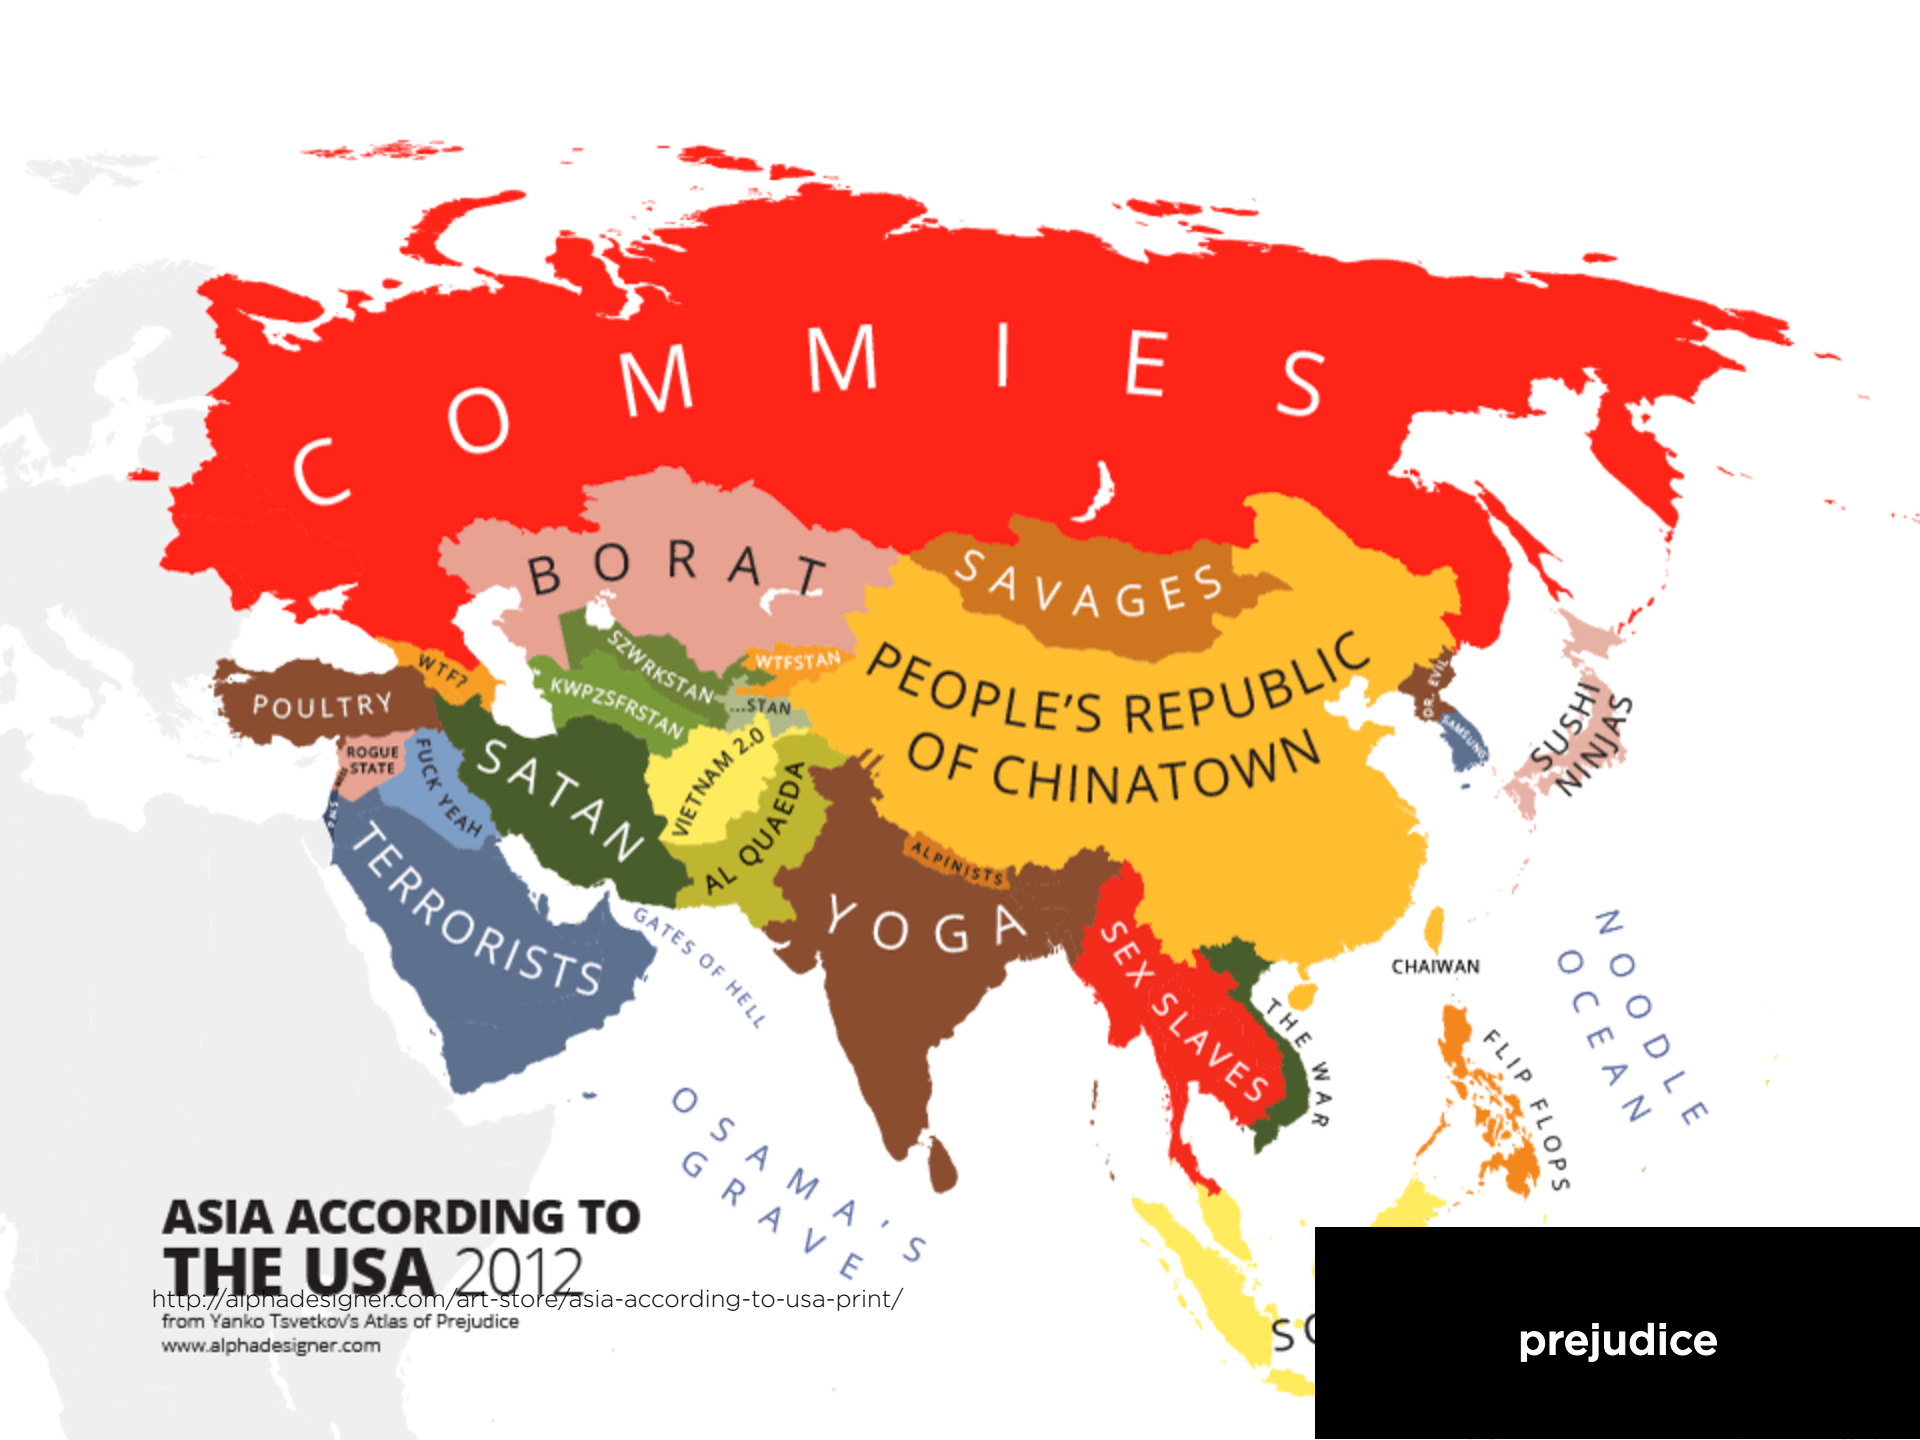 COMMIES
BORAT
SAVAGES
SZWRKSTAN
WTFSTAN
WTF?
KWPZSFRSTAN
...STAN
PEOPLE'S REPUBLIC
OF CHINATOWN
DR. EVIL
SAMSUNG
SUSHI
NINJAS
POULTRY
ROGUE
STATE
FUCK YEAH
SATAN
VIETNAM 2.0
AL QUAEDA
TERRORISTS
ALPINISTS
YOGA
GATES OF HELL
SEX SLAVES
THE WAR
CHAIWAN
NOODLE
OCEAN
FLIP FLOPS
OSAMA'S
GRAVE
SO
ASIA ACCORDING TO
THE USA 2012
http://alphadesigner.com/art-store/asia-according-to-usa-print/
from Yanko Tsvetkov's Atlas of Prejudice
www.alphadesigner.com
prejudice